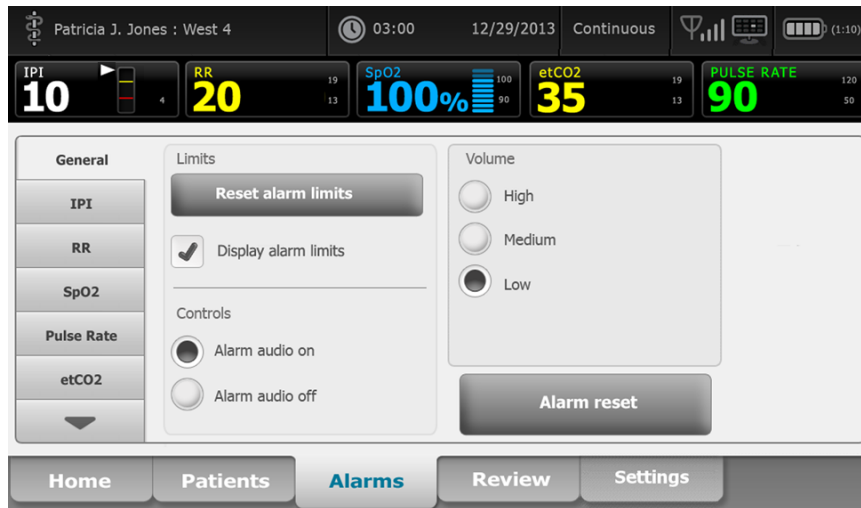 Patricia J. Jones : West 4 03:00 12/29/2013 Continuous (1:10)
IPI RR SpO2 etCO2 PULSE RATE
10 4 20 19 13 100% 100 90 35 19 13 90 120 50
General
IPI
RR
SpO2
Pulse Rate
etCO2
Limits
Reset alarm limits
Display alarm limits
Controls
Alarm audio on
Alarm audio off
Volume
High
Medium
Low
Alarm reset
Home Patients Alarms Review Settings